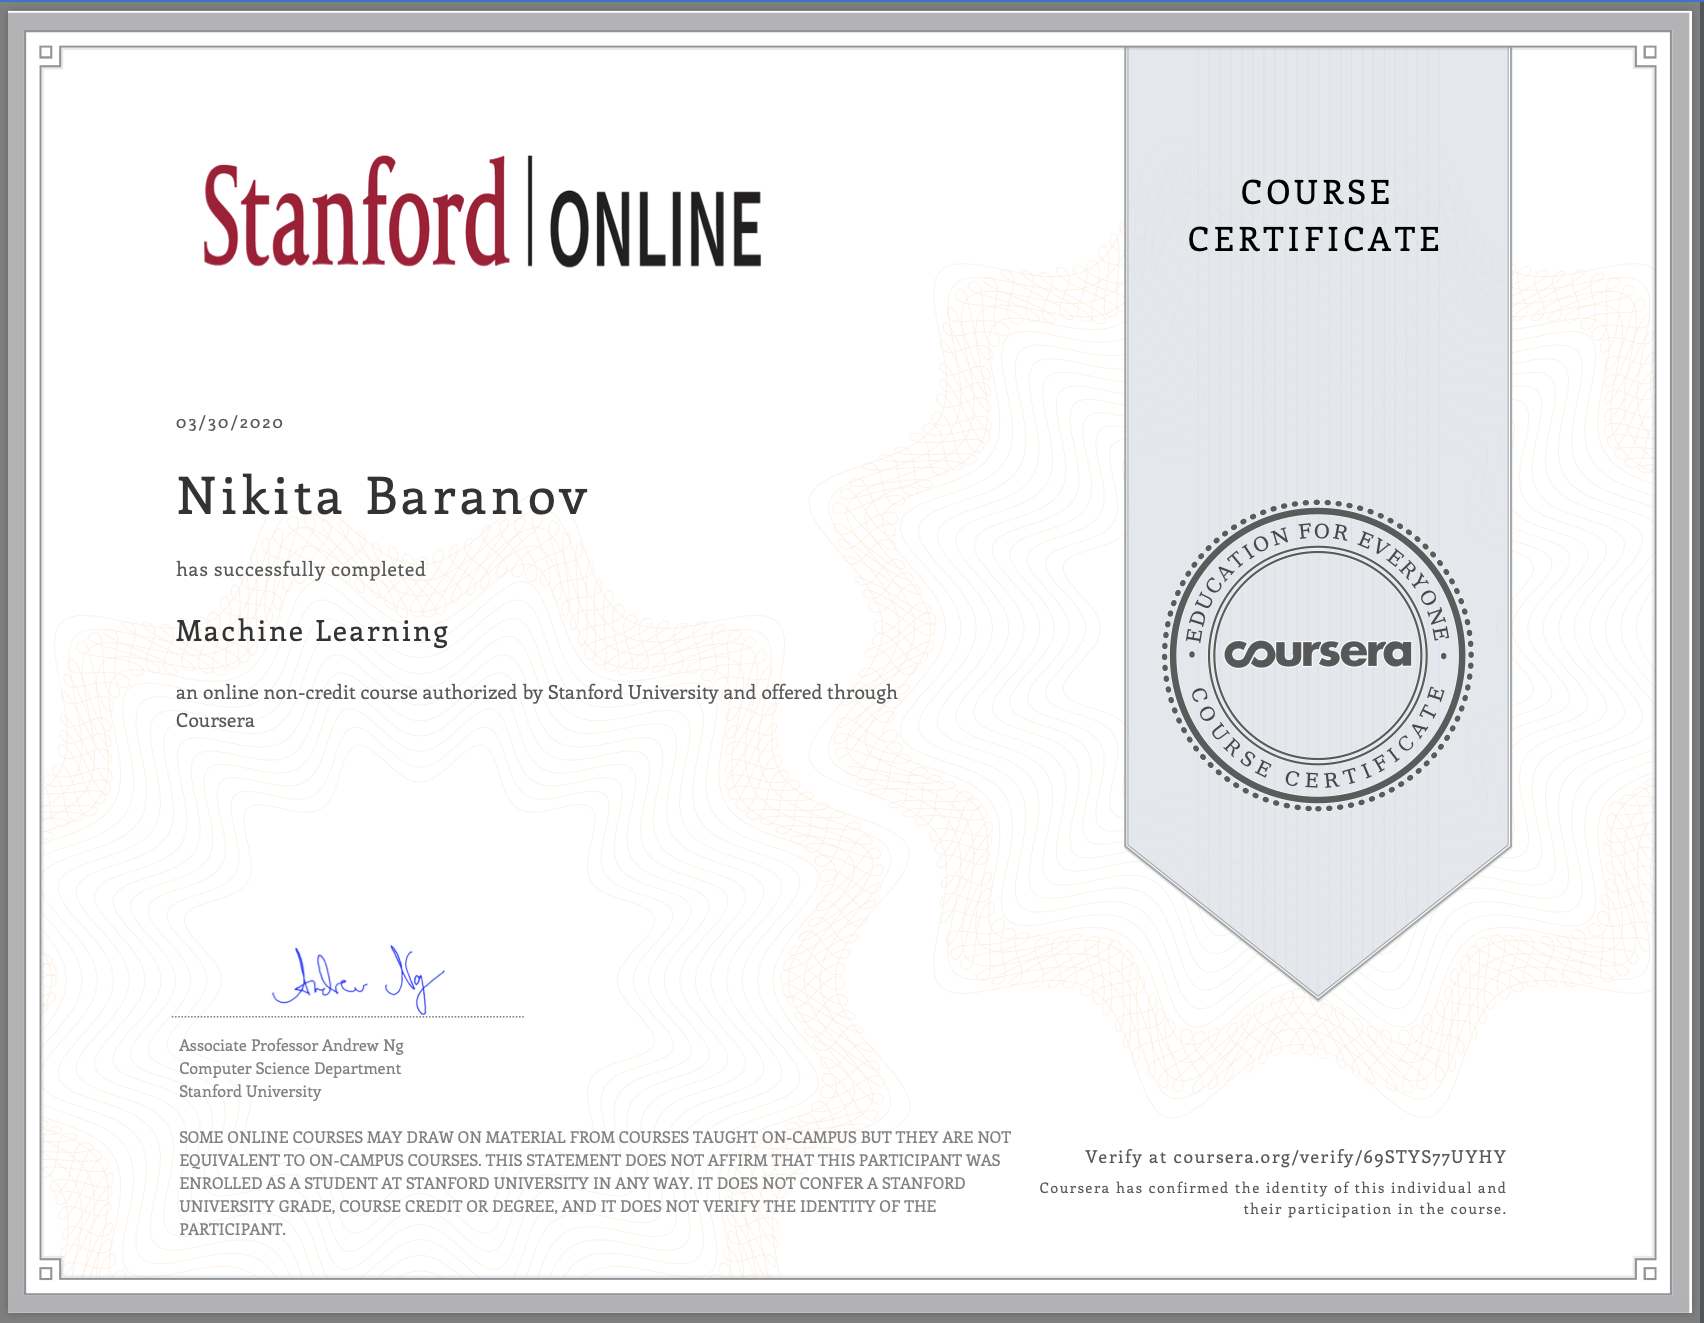 Stanford | ONLINE
COURSE
CERTIFICATE
03/30/2020
Nikita Baranov
has successfully completed
Machine Learning
an online non-credit course authorized by Stanford University and offered through
Coursera
EDUCATION FOR EVERYONE
coursera
COURSE CERTIFICATE
Andrew Ng
Associate Professor Andrew Ng
Computer Science Department
Stanford University
SOME ONLINE COURSES MAY DRAW ON MATERIAL FROM COURSES TAUGHT ON-CAMPUS BUT THEY ARE NOT
EQUIVALENT TO ON-CAMPUS COURSES. THIS STATEMENT DOES NOT AFFIRM THAT THIS PARTICIPANT WAS
ENROLLED AS A STUDENT AT STANFORD UNIVERSITY IN ANY WAY. IT DOES NOT CONFER A STANFORD
UNIVERSITY GRADE, COURSE CREDIT OR DEGREE, AND IT DOES NOT VERIFY THE IDENTITY OF THE
PARTICIPANT.
Verify at coursera.org/verify/69STYS77UYHY
Coursera has confirmed the identity of this individual and
their participation in the course.